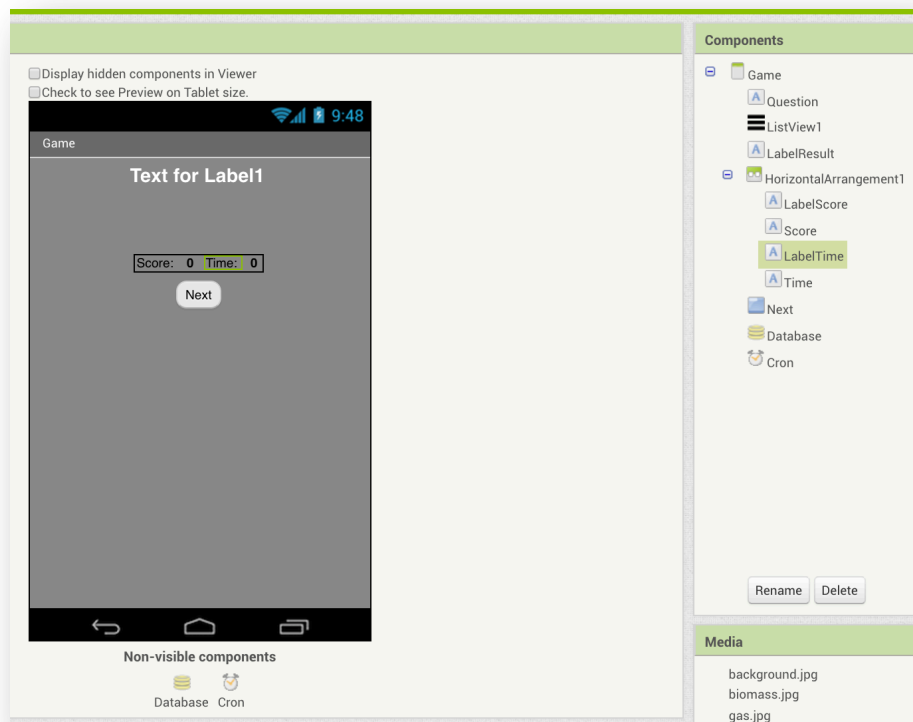 Display hidden components in Viewer
Check to see Preview on Tablet size.
9:48
Game
Text for Label1
Score: 0 Time: 0
Next
Non-visible components
Database Cron
Components
Game
Question
ListView1
LabelResult
HorizontalArrangement1
LabelScore
Score
LabelTime
Time
Next
Database
Cron
Rename Delete
Media
background.jpg
biomass.jpg
gas.jpg